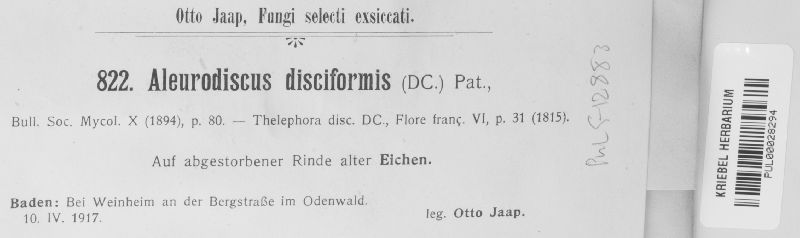 Otto Jaap, Fungi selecti exsiccati.
822. Aleurodiscus disciformis (DC.) Pat.,
Bull. Soc. Mycol. X (1894), p. 80. — Thelephora disc. DC., Flore franç. VI, p. 31 (1815).
Auf abgestorbener Rinde alter Eichen.
Baden: Bei Weinheim an der Bergstraße im Odenwald.
10. IV. 1917.
leg. Otto Jaap.
PUL F-12883
KRIEBEL HERBARIUM
PUL00028294